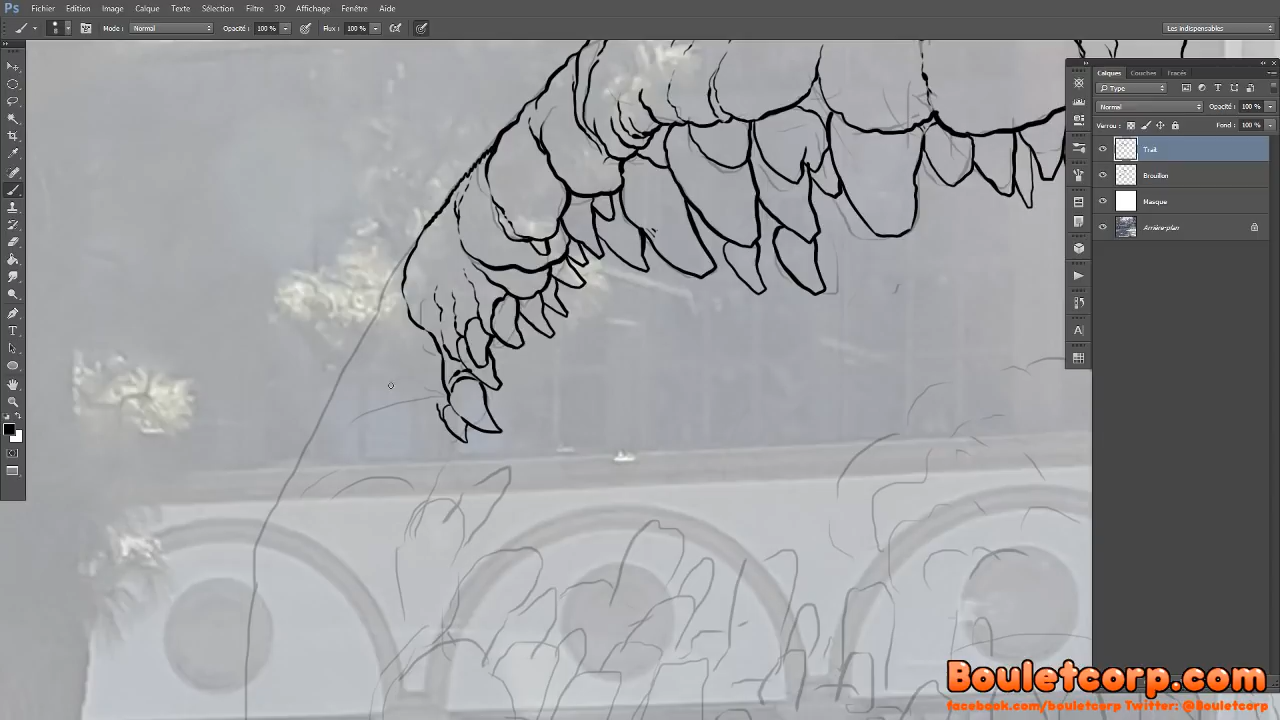 Ps Fichier Edition Image Calque Texte Sélection Filtre 3D Affichage Fenêtre Aide
Mode : Normal Opacité : 100 % Flux : 100 % Les indispensables
Calques Couches Tracés
Type
Normal Opacité : 100 %
Verrou : Fond : 100 %
Trait
Brouillon
Masque
Arrière-plan
Bouletcorp.com
facebook.com/bouletcorp Twitter: @Bouletcorp